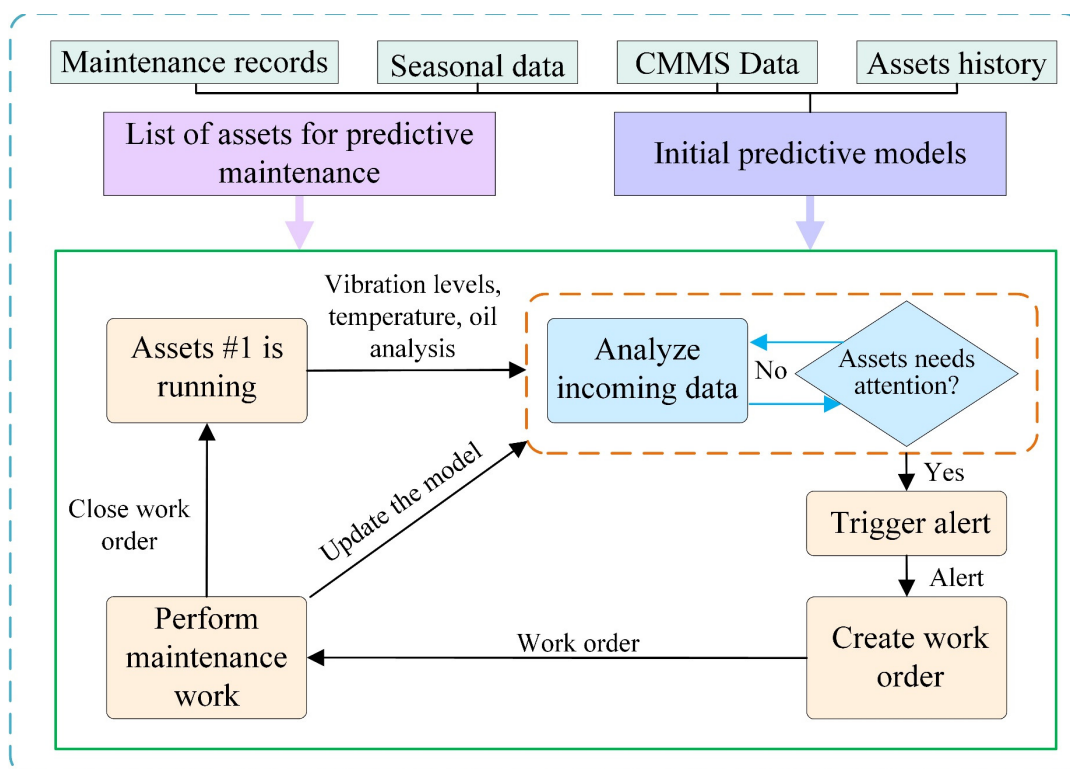 Maintenance records
Seasonal data
CMMS Data
Assets history
List of assets for predictive
maintenance
Initial predictive models
Vibration levels,
temperature, oil
analysis
Assets #1 is
running
Analyze
incoming data
No
Assets needs
attention?
Yes
Trigger alert
Alert
Close work
order
Update the model
Perform
maintenance
work
Work order
Create work
order